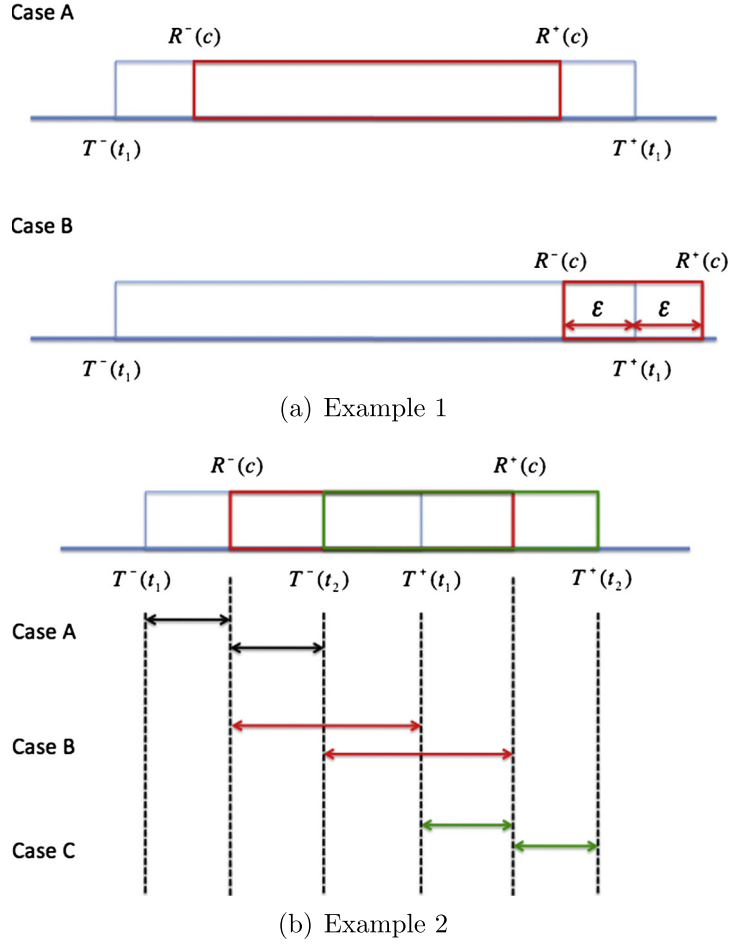 Case A
R⁻(c) R⁺(c)
T⁻(t₁) T⁺(t₁)
Case B
R⁻(c) R⁺(c)
ε ε
T⁻(t₁) T⁺(t₁)
(a) Example 1
R⁻(c) R⁺(c)
T⁻(t₁) T⁻(t₂) T⁺(t₁) T⁺(t₂)
Case A
Case B
Case C
(b) Example 2